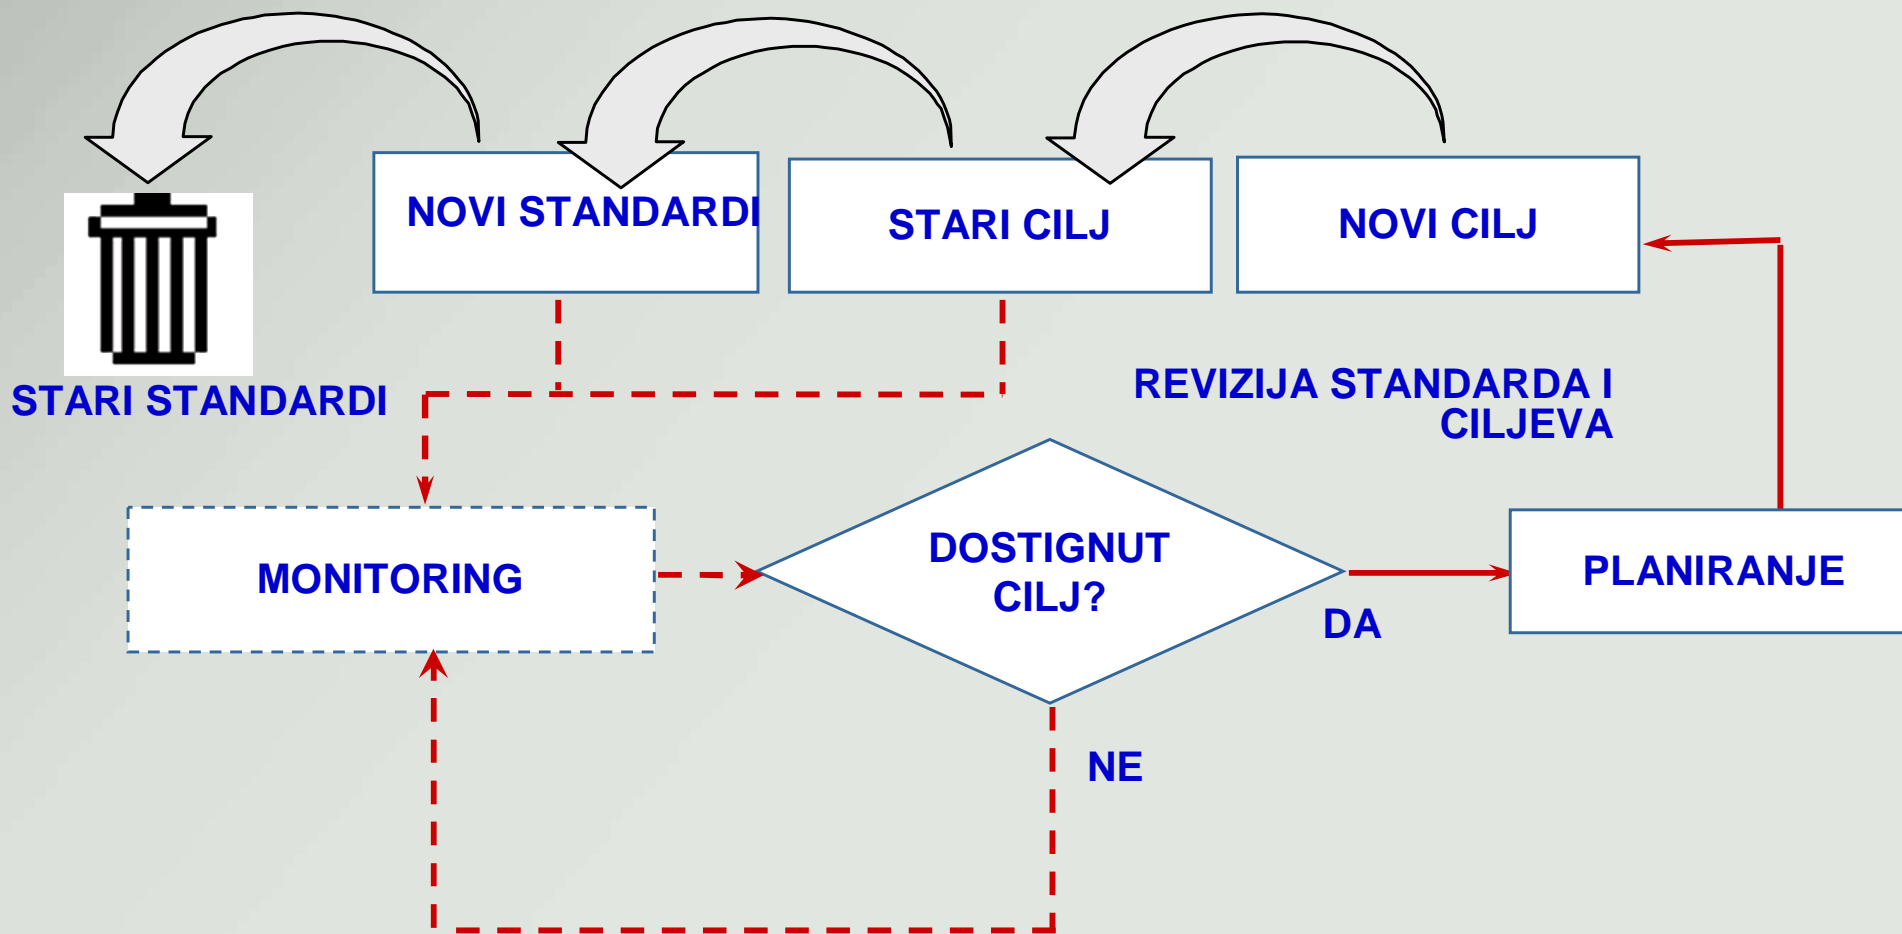 NOVI STANDARDI
STARI CILJ
NOVI CILJ
STARI STANDARDI
REVIZIJA STANDARDA I
CILJEVA
MONITORING
DOSTIGNUT
CILJ?
DA
PLANIRANJE
NE